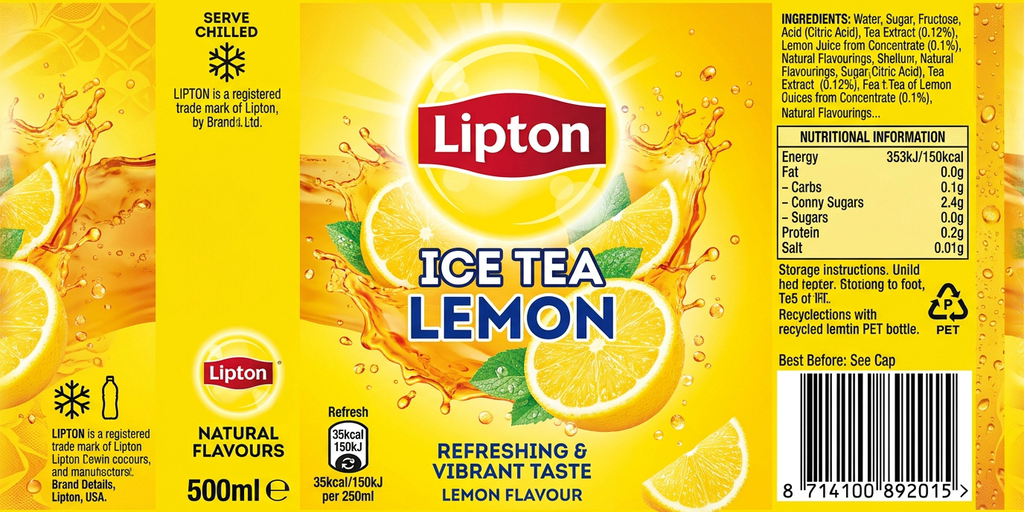 SERVE
CHILLED
LIPTON is a registered
trade mark of Lipton,
by Brand. Ltd.
Lipton
NATURAL
FLAVOURS
500ml e
LIPTON is a registered
trade mark of Lipton
Lipton Cewin cocours,
and
Brand Details,
Lipton, USA.
Lipton
ICE TEA
LEMON
Refresh
35kcal
150kJ
35kcal/150kJ
per 250ml
REFRESHING &
VIBRANT TASTE
LEMON FLAVOUR
INGREDIENTS: Water, Sugar, Fructose,
Acid (Citric Acid), Tea Extract (0.12%),
Lemon Juice from Concentrate (0.1%),
Natural Flavourings, Shellum, Natural
Flavourings, Sugar(Citric Acid), Tea
Extract (0.12%), Tea of Lemon
Ouices from Concentrate (0.1%),
Natural Flavourings...
NUTRITIONAL INFORMATION
Energy 353kJ/150kcal
Fat 0.0g
– Carbs 0.1g
– Conny Sugars 2.4g
– Sugars 0.0g
Protein 0.2g
Salt 0.01g
Storage instructions. Unild
hed to foot,
of
Recyclections with
recycled lemtin PET bottle.
P
PET
Best Before: See Cap
8 714100 892015 >